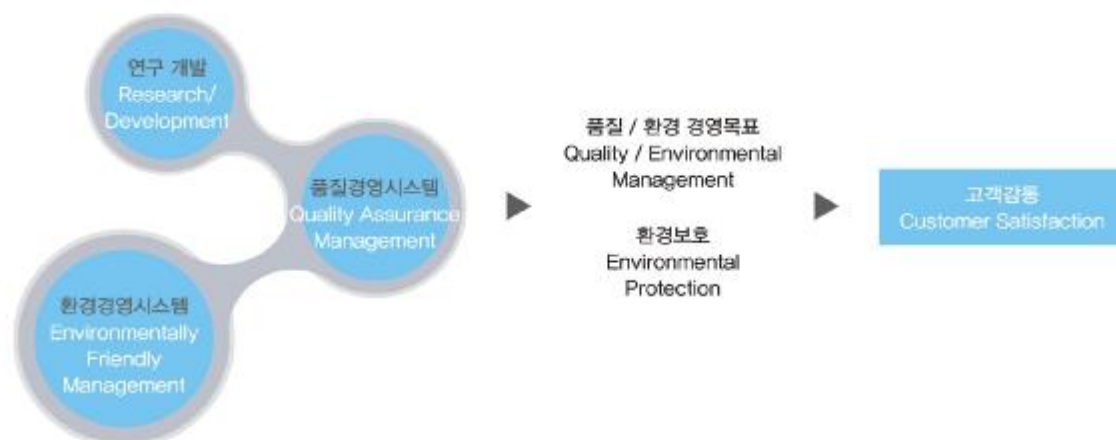 연구 개발
Research/
Development
품질경영시스템
Quality Assurance
Management
환경경영시스템
Environmentally
Friendly
Management
품질 / 환경 경영목표
Quality / Environmental
Management
환경보호
Environmental
Protection
고객감동
Customer Satisfaction